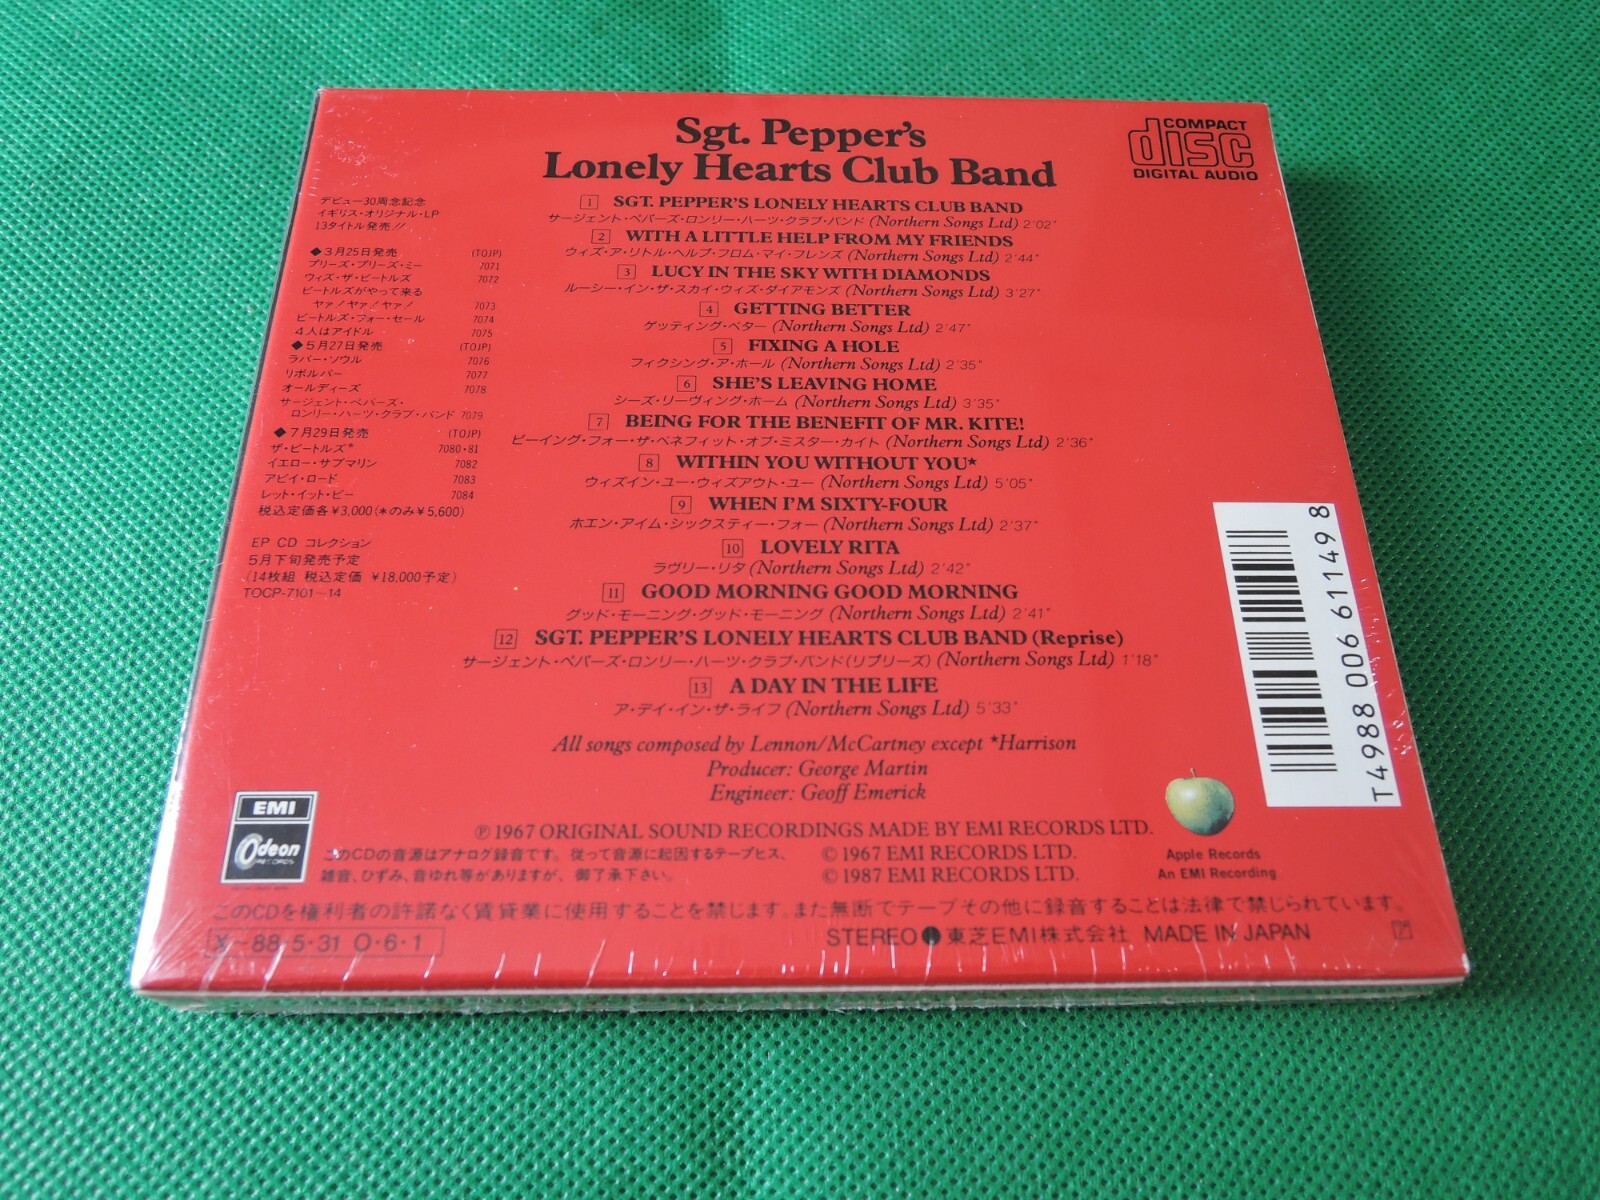 Sgt. Pepper's
Lonely Hearts Club Band
COMPACT
disc
DIGITAL AUDIO
デビュー30周年記念
イギリス・オリジナル・LP
13タイトル発売!!
◆3月25日発売 (TOJP)
プリーズ・プリーズ・ミー 7071
ウィズ・ザ・ビートルズ 7072
ビートルズがやって来る
ヤァ!ヤァ!ヤァ! 7073
ビートルズ・フォー・セール 7074
4人はアイドル 7075
◆5月27日発売 (TOJP)
ラバー・ソウル 7076
リボルバー 7077
オールディーズ 7078
サージェント・ペパーズ・
ロンリー・ハーツ・クラブ・バンド 7079
◆7月29日発売 (TOJP)
ザ・ビートルズ* 7080・81
イエロー・サブマリン 7082
アビイ・ロード 7083
レット・イット・ビー 7084
税込定価各¥3,000(*のみ¥5,600)
EP CD コレクション
5月下旬発売予定
(14枚組 税込定価 ¥18,000予定)
TOCP-7101~14
1 SGT. PEPPER'S LONELY HEARTS CLUB BAND
サージェント・ペパーズ・ロンリー・ハーツ・クラブ・バンド (Northern Songs Ltd) 2'02"
2 WITH A LITTLE HELP FROM MY FRIENDS
ウィズ・ア・リトル・ヘルプ・フロム・マイ・フレンズ (Northern Songs Ltd) 2'44"
3 LUCY IN THE SKY WITH DIAMONDS
ルーシー・イン・ザ・スカイ・ウィズ・ダイアモンズ (Northern Songs Ltd) 3'27"
4 GETTING BETTER
ゲッティング・ベター (Northern Songs Ltd) 2'47"
5 FIXING A HOLE
フィクシング・ア・ホール (Northern Songs Ltd) 2'35"
6 SHE'S LEAVING HOME
シーズ・リーヴィング・ホーム (Northern Songs Ltd) 3'35"
7 BEING FOR THE BENEFIT OF MR. KITE!
ビーイング・フォー・ザ・ベネフィット・オブ・ミスター・カイト (Northern Songs Ltd) 2'36"
8 WITHIN YOU WITHOUT YOU★
ウィズイン・ユー・ウィズアウト・ユー (Northern Songs Ltd) 5'05"
9 WHEN I'M SIXTY-FOUR
ホエン・アイム・シックスティー・フォー (Northern Songs Ltd) 2'37"
10 LOVELY RITA
ラヴリー・リタ (Northern Songs Ltd) 2'42"
11 GOOD MORNING GOOD MORNING
グッド・モーニング・グッド・モーニング (Northern Songs Ltd) 2'41"
12 SGT. PEPPER'S LONELY HEARTS CLUB BAND (Reprise)
サージェント・ペパーズ・ロンリー・ハーツ・クラブ・バンド(リプリーズ) (Northern Songs Ltd) 1'18"
13 A DAY IN THE LIFE
ア・デイ・イン・ザ・ライフ (Northern Songs Ltd) 5'33"
All songs composed by Lennon/McCartney except ★Harrison
Producer: George Martin
Engineer: Geoff Emerick
T4988 006 611498
EMI
Odeon
RECORDS
℗ 1967 ORIGINAL SOUND RECORDINGS MADE BY EMI RECORDS LTD.
© 1967 EMI RECORDS LTD.
© 1987 EMI RECORDS LTD.
このCDの音源はアナログ録音です。従って音源に起因するテープヒス、
雑音、ひずみ、音ゆれ等がありますが、御了承下さい。
Apple Records
An EMI Recording
このCDを権利者の許諾なく賃貸業に使用することを禁じます。また無断でテープその他に録音することは法律で禁じられています。
X-88・5・31 O・6・1
STEREO 東芝EMI株式会社 MADE IN JAPAN